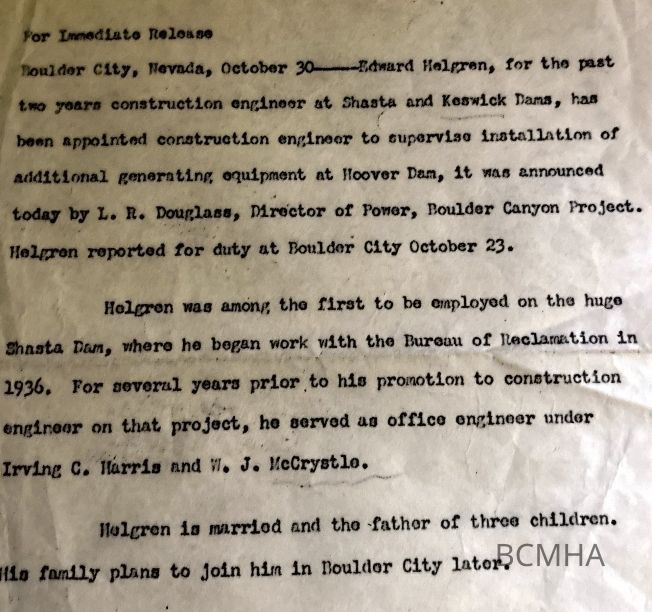 For Immediate Release
Boulder City, Nevada, October 30-----Edward Helgren, for the past
two years construction engineer at Shasta and Keswick Dams, has
been appointed construction engineer to supervise installation of
additional generating equipment at Hoover Dam, it was announced
today by L. R. Douglass, Director of Power, Boulder Canyon Project.
Helgren reported for duty at Boulder City October 23.
Helgren was among the first to be employed on the huge
Shasta Dam, where he began work with the Bureau of Reclamation in
1936. For several years prior to his promotion to construction
engineer on that project, he served as office engineer under
Irving C. Harris and W. J. McCrystle.
Helgren is married and the father of three children.
His family plans to join him in Boulder City later.
BCMHA